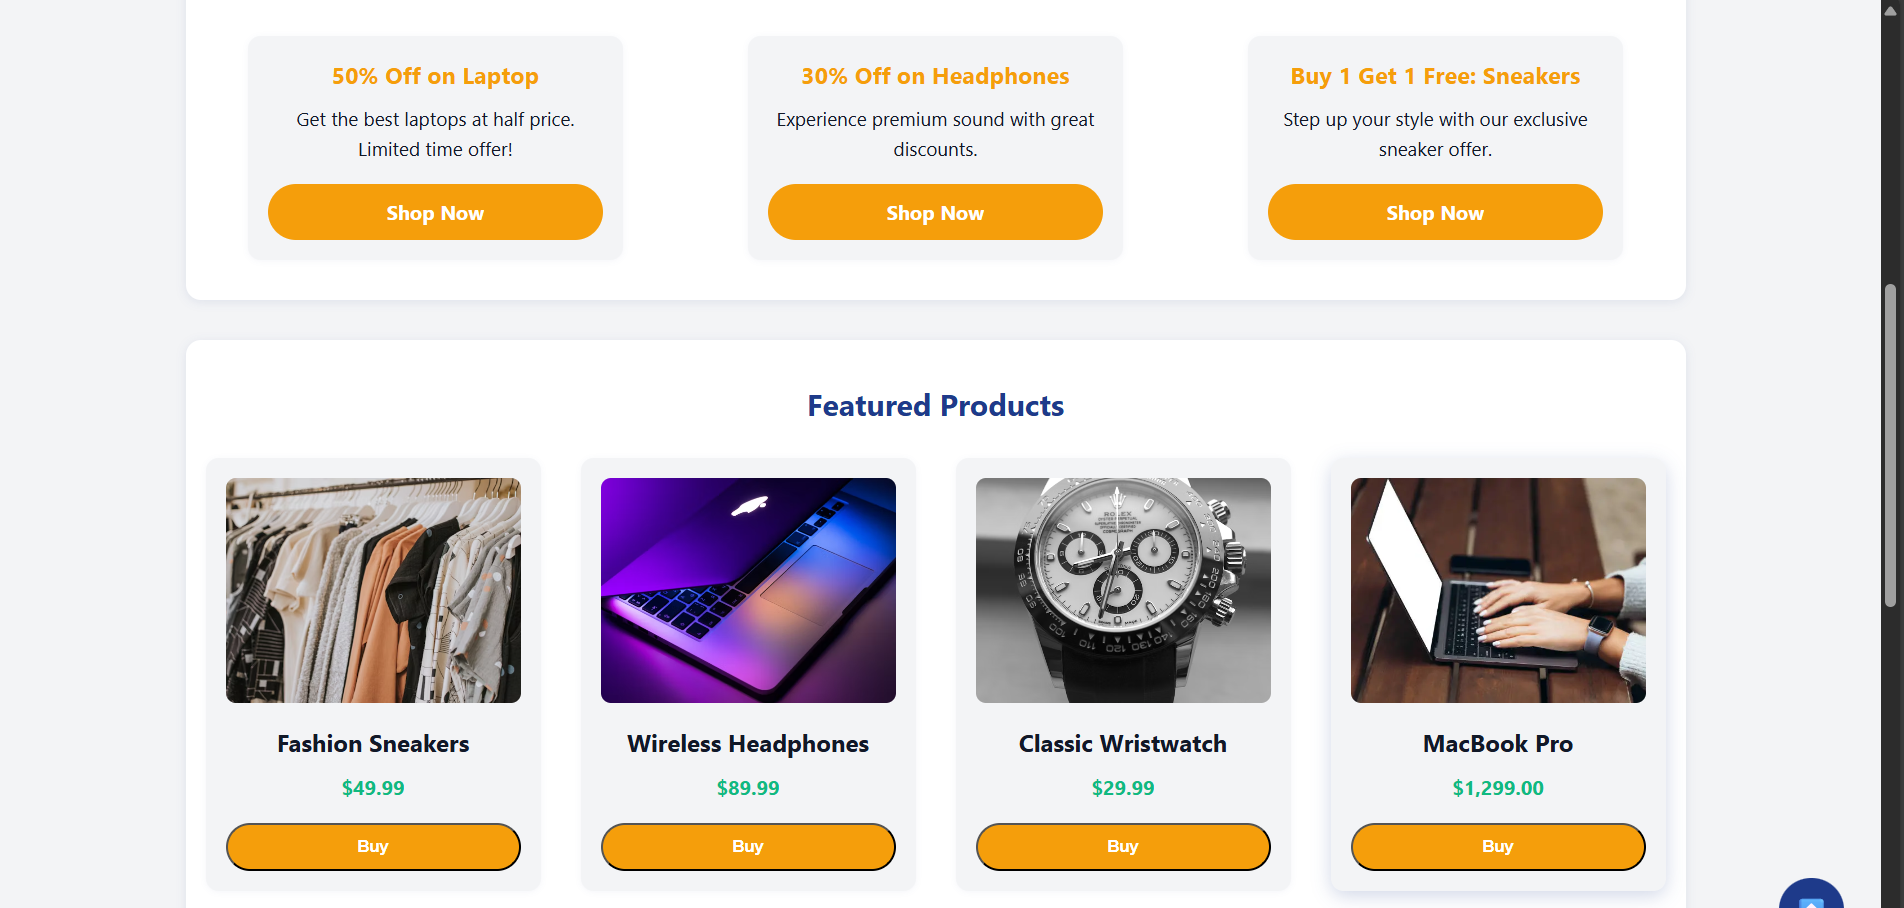 50% Off on Laptop
Get the best laptops at half price.
Limited time offer!
Shop Now
30% Off on Headphones
Experience premium sound with great
discounts.
Shop Now
Buy 1 Get 1 Free: Sneakers
Step up your style with our exclusive
sneaker offer.
Shop Now
Featured Products
Fashion Sneakers
$49.99
Buy
Wireless Headphones
$89.99
Buy
ROLEX
Classic Wristwatch
$29.99
Buy
MacBook Pro
$1,299.00
Buy